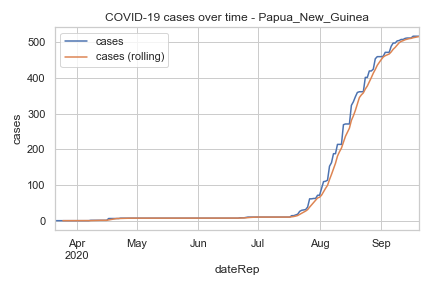 COVID-19 cases over time - Papua_New_Guinea
cases
cases (rolling)
500
400
300
200
100
0
cases
Apr
2020
May
Jun
Jul
Aug
Sep
dateRep